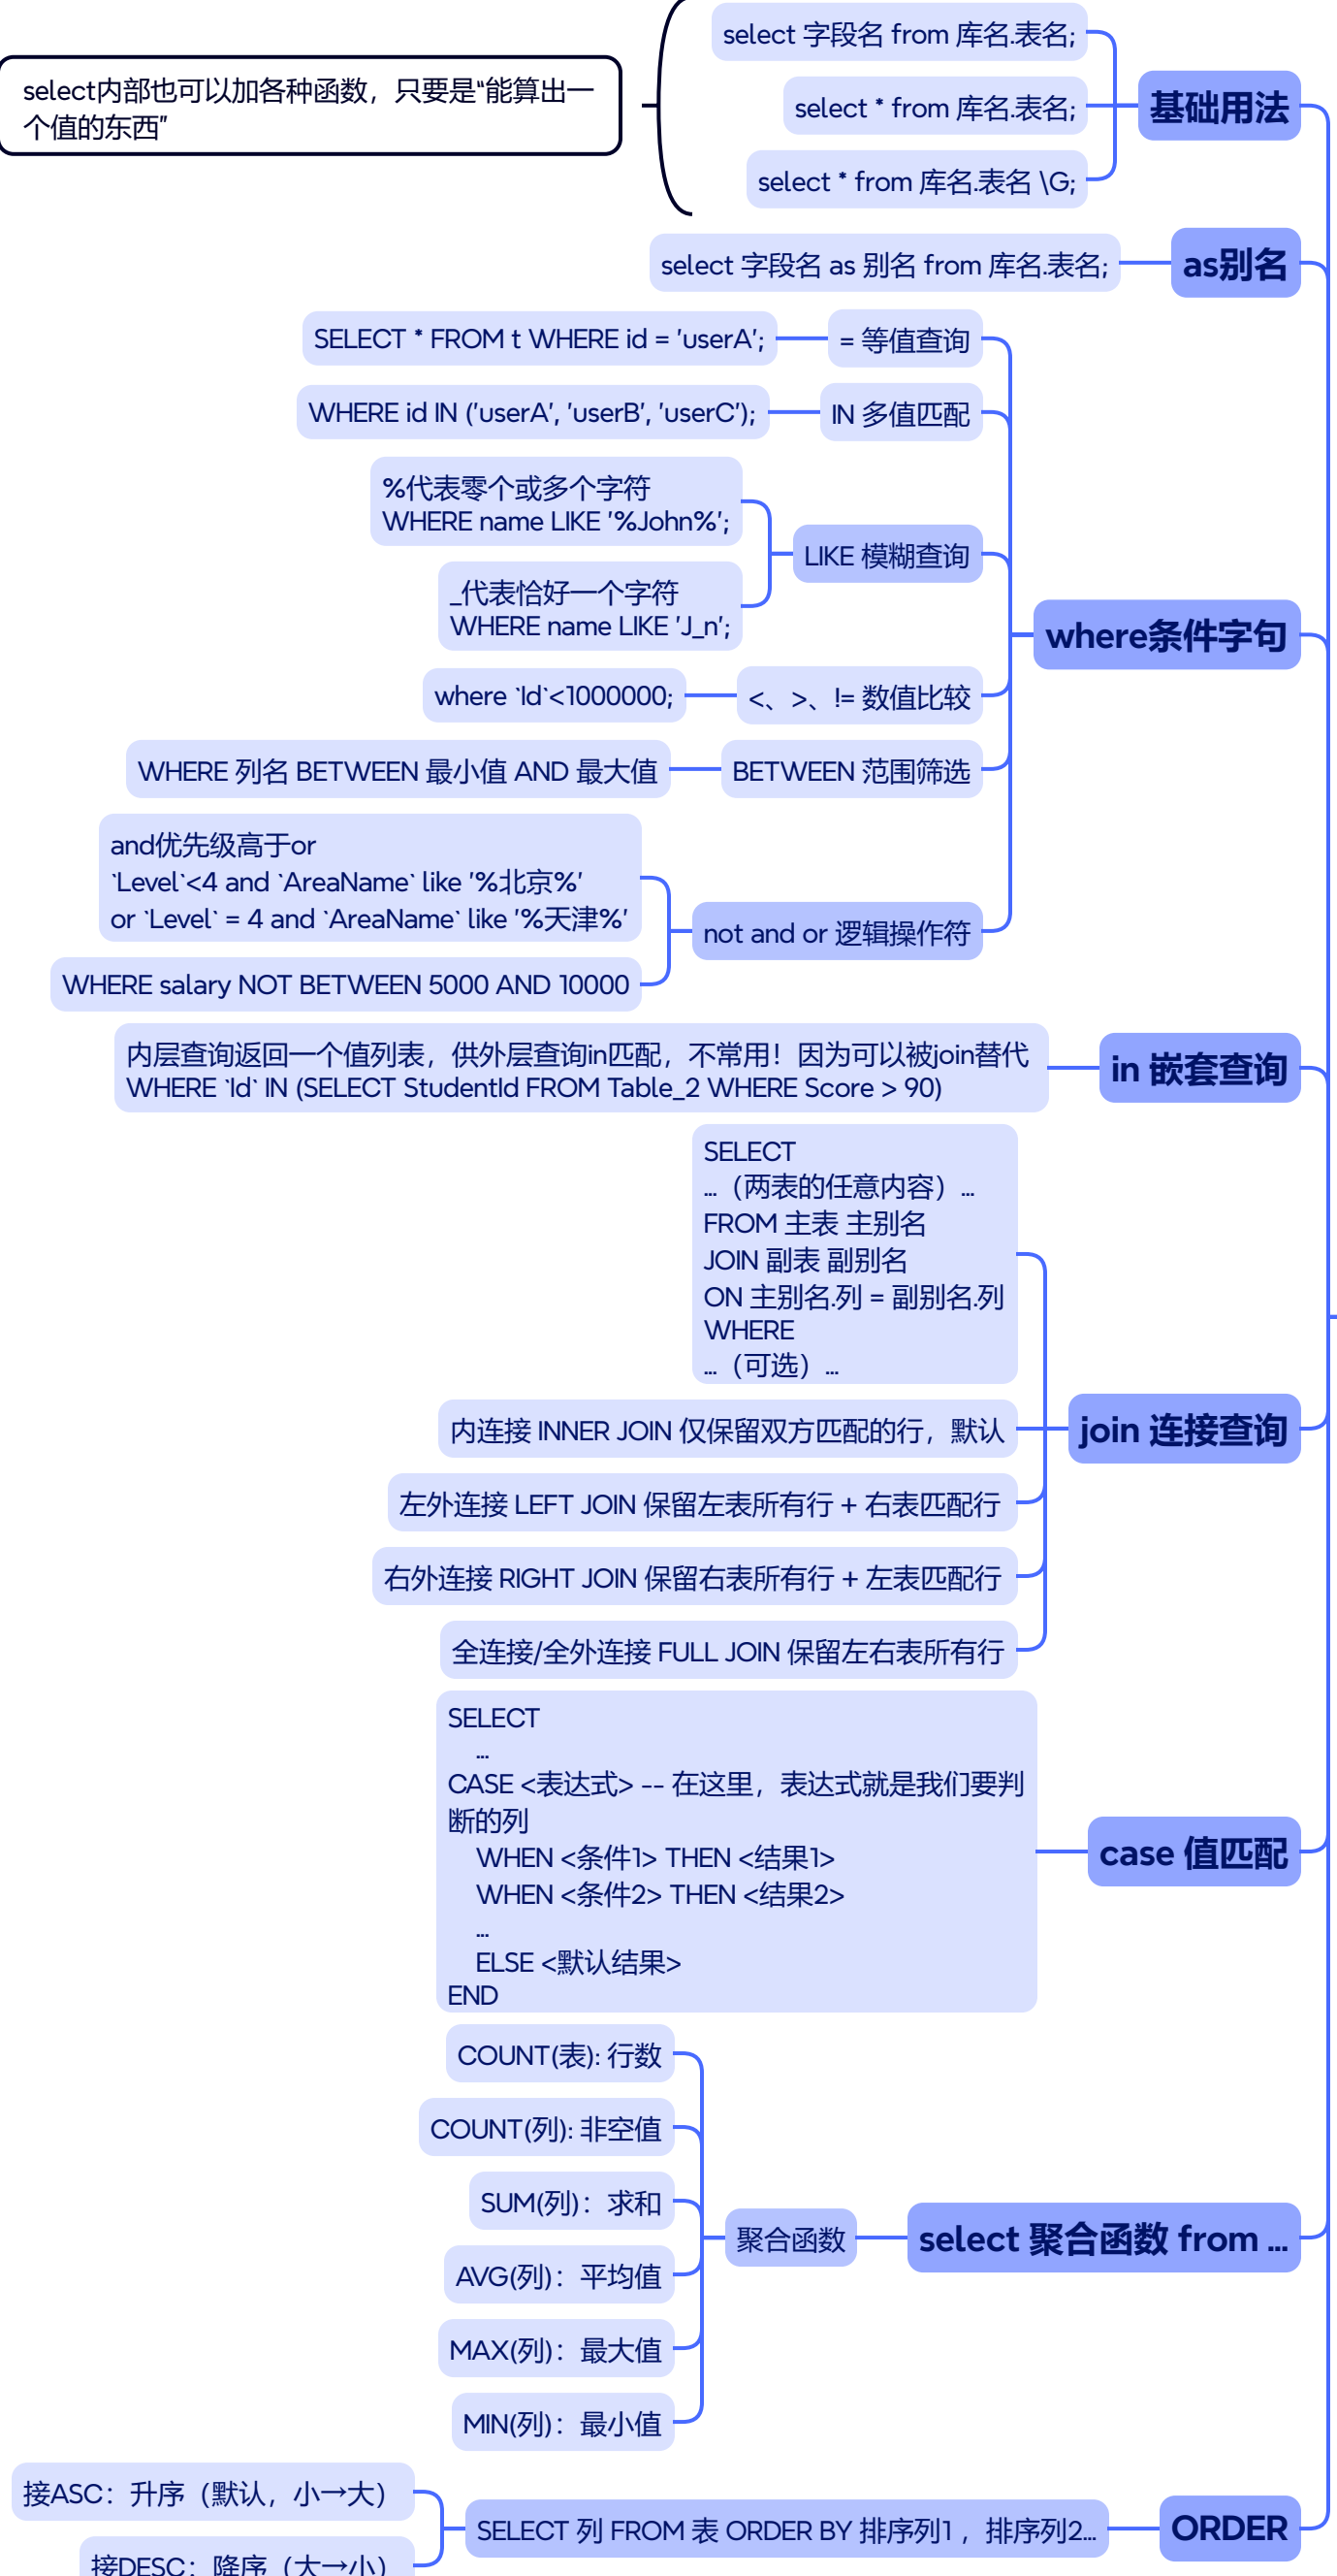 select 字段名 from 库名.表名;
select内部也可以加各种函数，只要是“能算出一
个值的东西”
select * from 库名.表名;
基础用法
select * from 库名.表名 \G;
select 字段名 as 别名 from 库名.表名;
as别名
SELECT * FROM t WHERE id = 'userA';
= 等值查询
WHERE id IN ('userA', 'userB', 'userC');
IN 多值匹配
%代表零个或多个字符
WHERE name LIKE '%John%';
LIKE 模糊查询
_代表恰好一个字符
WHERE name LIKE 'J_n';
where条件字句
where `Id`<1000000;
<、>、!= 数值比较
WHERE 列名 BETWEEN 最小值 AND 最大值
BETWEEN 范围筛选
and优先级高于or
`Level`<4 and `AreaName` like '%北京%'
or `Level` = 4 and `AreaName` like '%天津%'
not and or 逻辑操作符
WHERE salary NOT BETWEEN 5000 AND 10000
内层查询返回一个值列表，供外层查询in匹配，不常用！因为可以被join替代
WHERE `Id` IN (SELECT StudentId FROM Table_2 WHERE Score > 90)
in 嵌套查询
SELECT
...（两表的任意内容）...
FROM 主表 主别名
JOIN 副表 副别名
ON 主别名.列 = 副别名.列
WHERE
...（可选）...
内连接 INNER JOIN 仅保留双方匹配的行，默认
join 连接查询
左外连接 LEFT JOIN 保留左表所有行 + 右表匹配行
右外连接 RIGHT JOIN 保留右表所有行 + 左表匹配行
全连接/全外连接 FULL JOIN 保留左右表所有行
SELECT
...
CASE <表达式> -- 在这里，表达式就是我们要判
断的列
WHEN <条件1> THEN <结果1>
WHEN <条件2> THEN <结果2>
...
ELSE <默认结果>
END
case 值匹配
COUNT(表): 行数
COUNT(列): 非空值
SUM(列)：求和
聚合函数
select 聚合函数 from ...
AVG(列)：平均值
MAX(列)：最大值
MIN(列)：最小值
接ASC：升序（默认，小→大）
SELECT 列 FROM 表 ORDER BY 排序列1 ，排序列2...
ORDER
接DESC：降序（大→小）